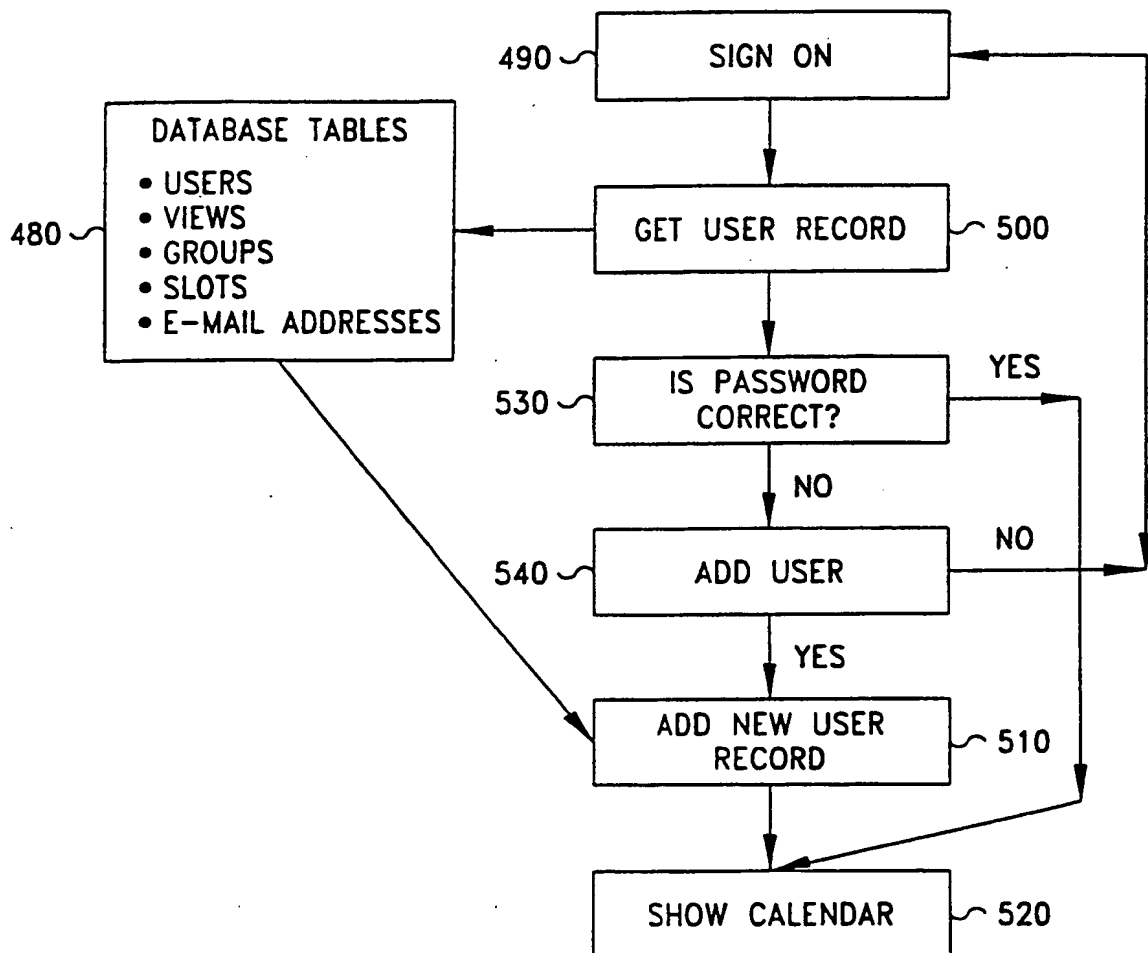 490 SIGN ON
DATABASE TABLES
• USERS
• VIEWS
• GROUPS
• SLOTS
• E-MAIL ADDRESSES
480
GET USER RECORD 500
530 IS PASSWORD
CORRECT?
YES
NO
540 ADD USER
NO
YES
ADD NEW USER
RECORD
510
SHOW CALENDAR 520